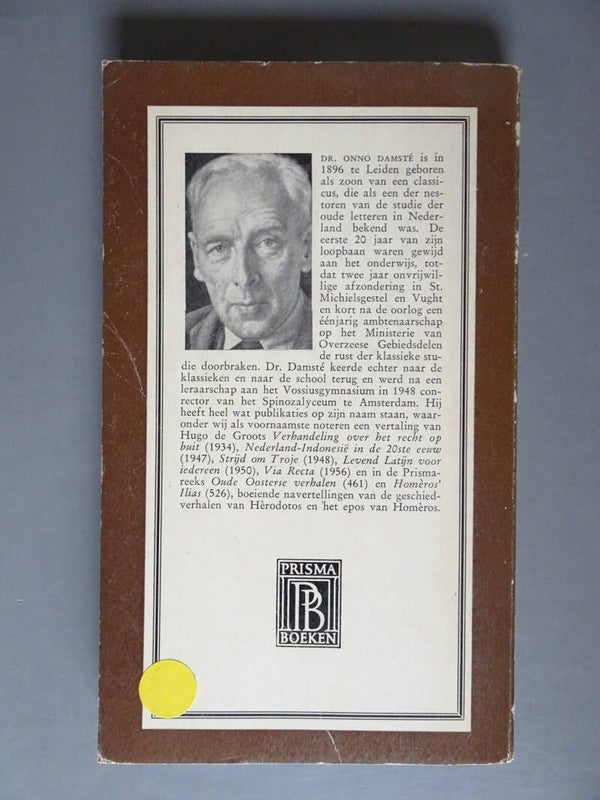 DR. ONNO DAMSTÉ is in
1896 te Leiden geboren
als zoon van een classi-
cus, die als een der nes-
toren van de studie der
oude letteren in Neder-
land bekend was. De
eerste 20 jaar van zijn
loopbaan waren gewijd
aan het onderwijs, tot-
dat twee jaar onvrijwil-
lige afzondering in St.
Michielsgestel en Vught
en kort na de oorlog een
éénjarig ambtenaarschap
op het Ministerie van
Overzeese Gebiedsdelen
de rust der klassieke stu-
die doorbraken. Dr. Damsté keerde echter naar de
klassieken en naar de school terug en werd na een
leraarschap aan het Vossiusgymnasium in 1948 con-
rector van het Spinozalyceum te Amsterdam. Hij
heeft heel wat publikaties op zijn naam staan, waar-
onder wij als voornaamste noteren een vertaling van
Hugo de Groots Verhandeling over het recht op
buit (1934), Nederland-Indonesië in de 20ste eeuw
(1947), Strijd om Troje (1948), Levend Latijn voor
iedereen (1950), Via Recta (1956) en in de Prisma-
reeks Oude Oosterse verhalen (461) en Homèros'
Ilias (526), boeiende navertellingen van de geschied-
verhalen van Hèrodotos en het epos van Homèros.
PRISMA
PB
BOEKEN